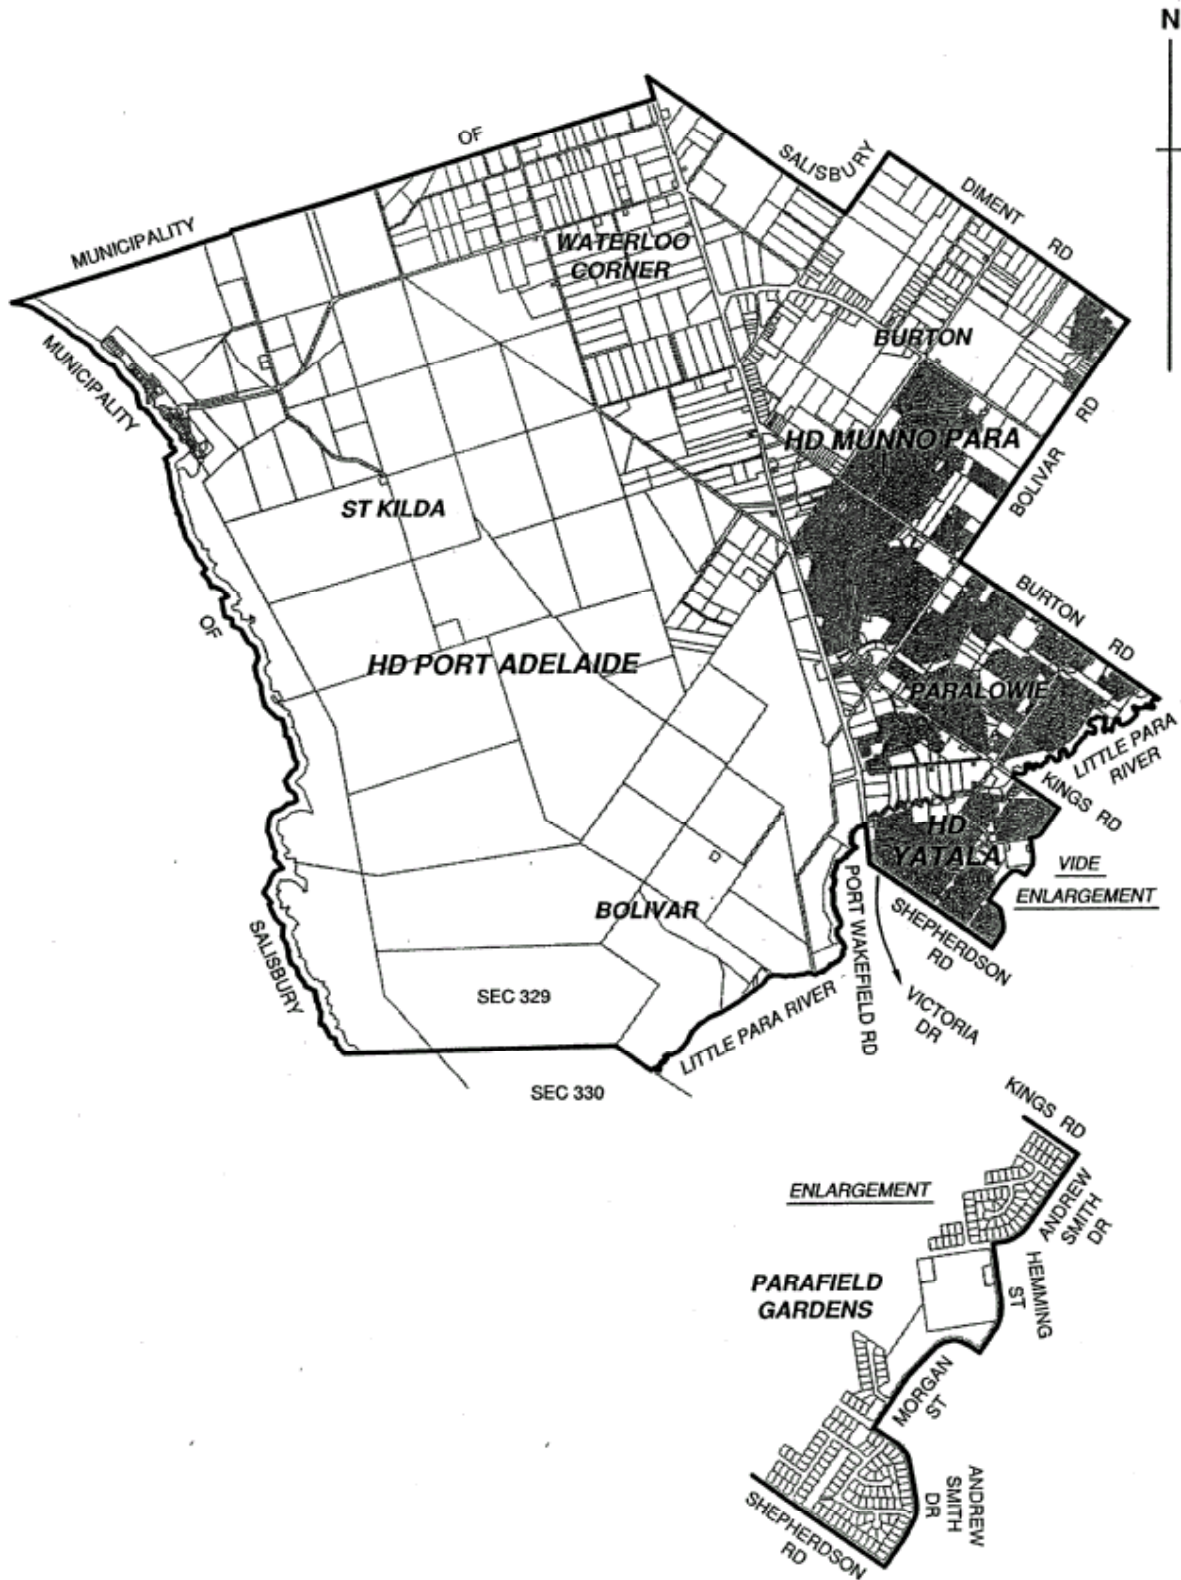 N
OF
SALISBURY
DIMENT
RD
MUNICIPALITY
WATERLOO
CORNER
MUNICIPALITY
BURTON
RD
HD MUNNO PARA
BOLIVAR
ST KILDA
BURTON
RD
OF
HD PORT ADELAIDE
PARALOWIE
LITTLE PARA
RIVER
KINGS RD
HD
YATALA
VIDE
ENLARGEMENT
BOLIVAR
SHEPHERDSON
RD
PORT WAKEFIELD RD
SALISBURY
SEC 329
LITTLE PARA RIVER
VICTORIA
DR
SEC 330
KINGS RD
ENLARGEMENT
ANDREW
SMITH
DR
HEMMING
ST
PARAFIELD
GARDENS
MORGAN
ST
ANDREW
SMITH
DR
SHEPHERDSON
RD